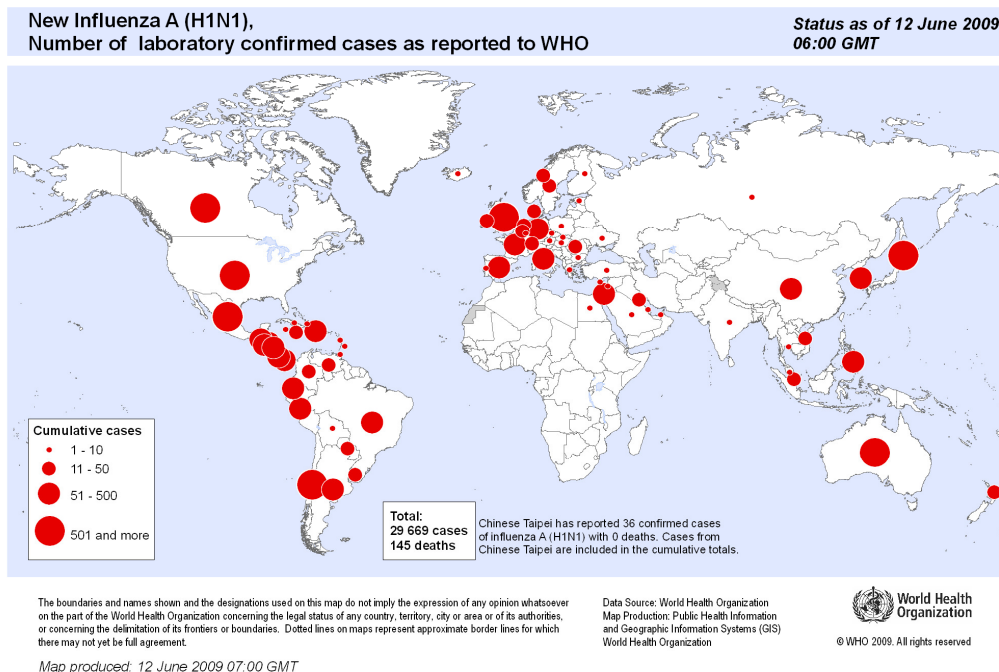 New Influenza A (H1N1),
Number of  laboratory confirmed cases as reported to WHO
Status as of 12 June 2009
06:00 GMT
Cumulative cases
1 - 10
11 - 50
51 - 500
501 and more
Total:
29 669 cases
145 deaths
Chinese Taipei has reported 36 confirmed cases
of influenza A (H1N1) with 0 deaths. Cases from
Chinese Taipei are included in the cumulative totals.
The boundaries and names shown and the designations used on this map do not imply the expression of any opinion whatsoever
on the part of the World Health Organization concerning the legal status of any country, territory, city or area or of its authorities,
or concerning the delimitation of its frontiers or boundaries.  Dotted lines on maps represent approximate border lines for which
there may not yet be full agreement.
Data Source: World Health Organization
Map Production: Public Health Information
and Geographic Information Systems (GIS)
World Health Organization
World Health
Organization
© WHO 2009. All rights reserved
Map produced: 12 June 2009 07:00 GMT